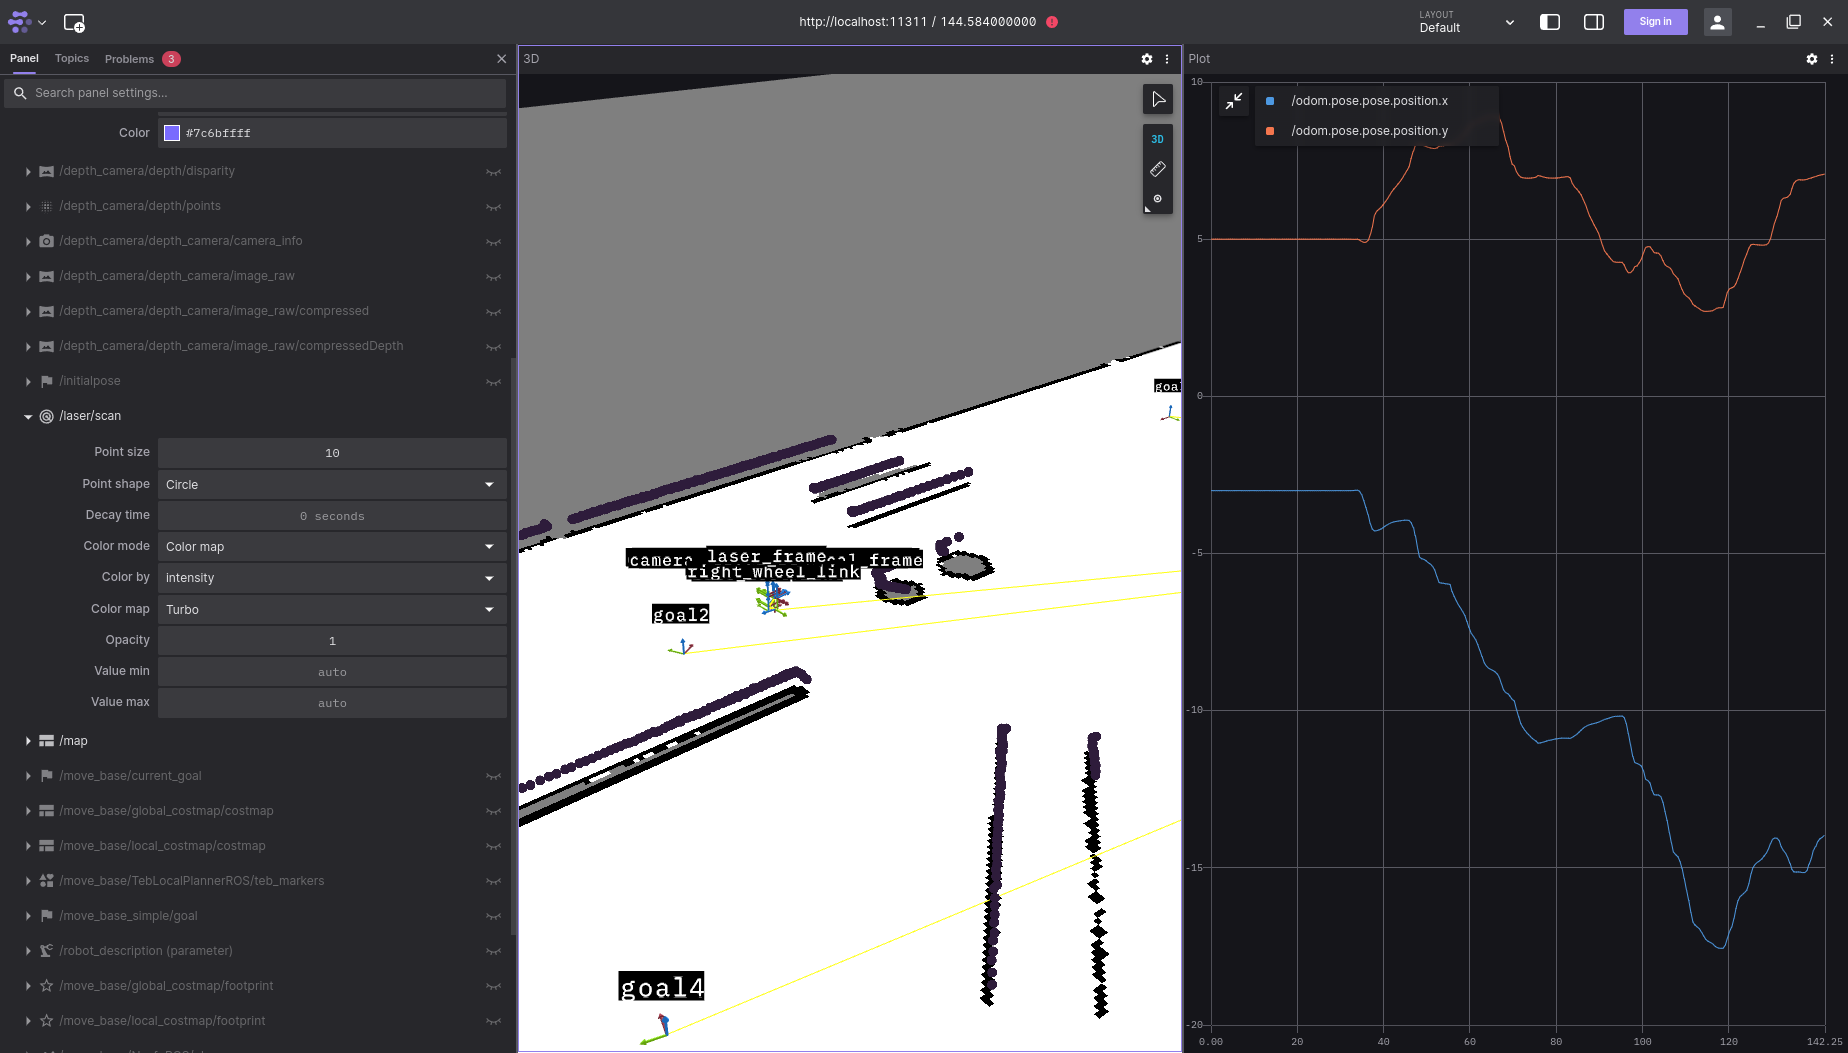 http://localhost:11311 / 144.584000000
LAYOUT
Default
Sign in
Panel
Topics
Problems
3
Search panel settings...
Color
#7c6bffff
/depth_camera/depth/disparity
/depth_camera/depth/points
/depth_camera/depth_camera/camera_info
/depth_camera/depth_camera/image_raw
/depth_camera/depth_camera/image_raw/compressed
/depth_camera/depth_camera/image_raw/compressedDepth
/initialpose
/laser/scan
Point size
10
Point shape
Circle
Decay time
0 seconds
Color mode
Color map
Color by
intensity
Color map
Turbo
Opacity
1
Value min
auto
Value max
auto
/map
/move_base/current_goal
/move_base/global_costmap/costmap
/move_base/local_costmap/costmap
/move_base/TebLocalPlannerROS/teb_markers
/move_base_simple/goal
/robot_description (parameter)
/move_base/global_costmap/footprint
/move_base/local_costmap/footprint
3D
3D
goal
camera
laser_frame
frame
right_wheel_link
goal2
goal4
Plot
/odom.pose.pose.position.x
/odom.pose.pose.position.y
10
5
0
-5
-10
-15
-20
0.00
20
40
60
80
100
120
142.25